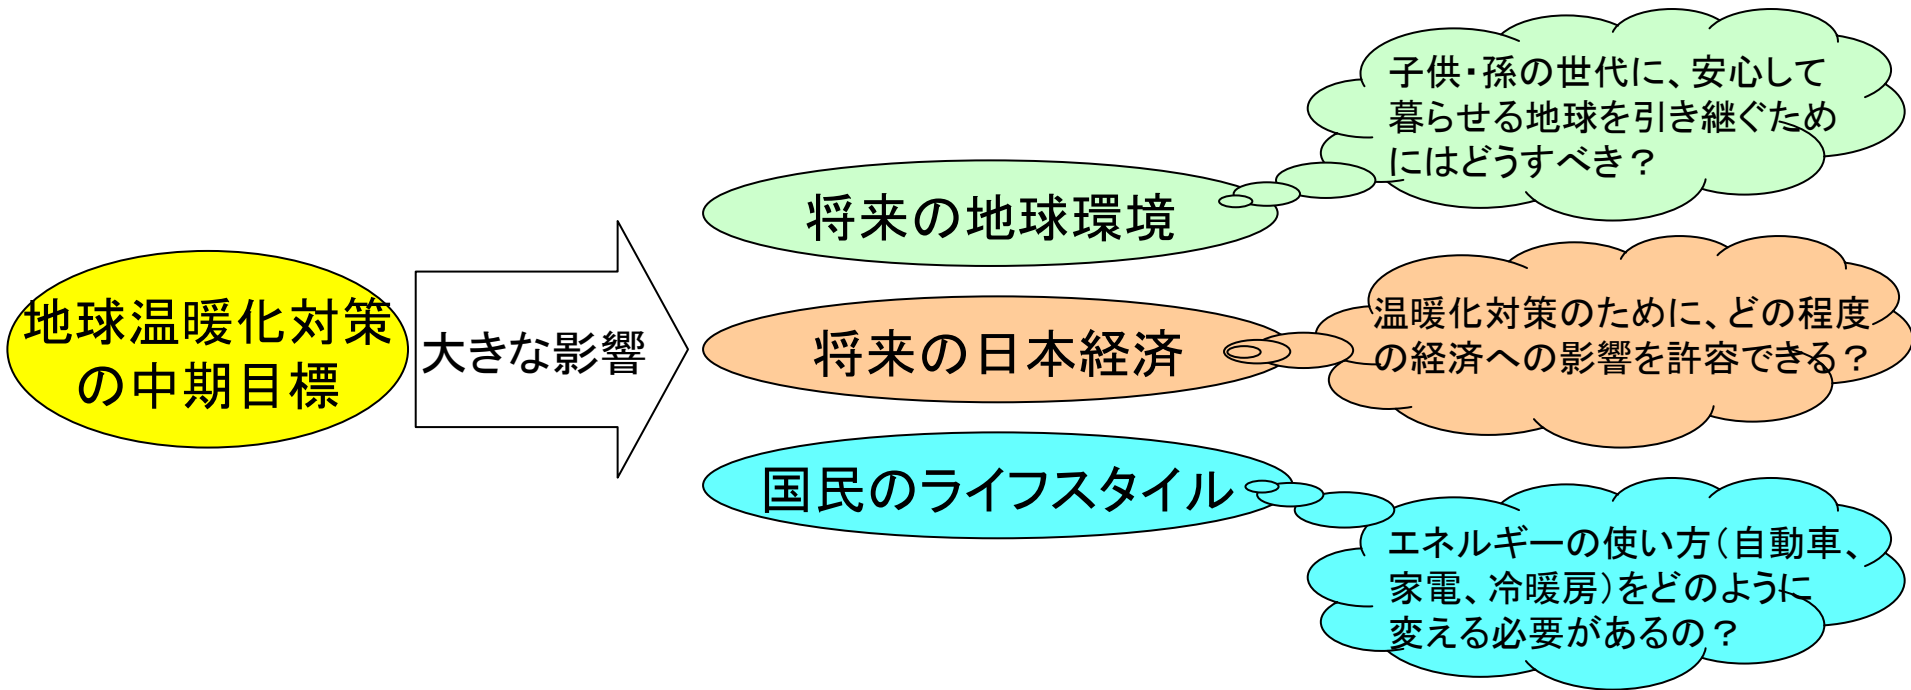 地球温暖化対策
の中期目標
大きな影響
将来の地球環境
子供・孫の世代に、安心して
暮らせる地球を引き継ぐため
にはどうすべき？
将来の日本経済
温暖化対策のために、どの程度
の経済への影響を許容できる？
国民のライフスタイル
エネルギーの使い方（自動車、
家電、冷暖房）をどのように
変える必要があるの？